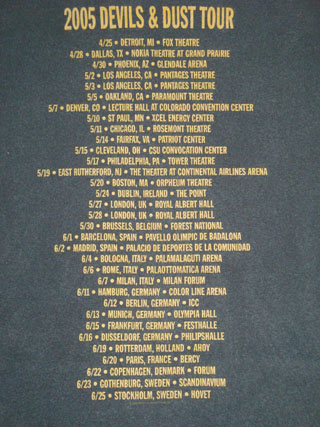 2005 DEVILS & DUST TOUR
4/25 • DETROIT, MI • FOX THEATRE
4/28 • DALLAS, TX • NOKIA THEATRE AT GRAND PRAIRIE
4/30 • PHOENIX, AZ • GLENDALE ARENA
5/2 • LOS ANGELES, CA • PANTAGES THEATRE
5/3 • LOS ANGELES, CA • PANTAGES THEATRE
5/5 • OAKLAND, CA • PARAMOUNT THEATRE
5/7 • DENVER, CO • LECTURE HALL AT COLORADO CONVENTION CENTER
5/10 • ST PAUL, MN • XCEL ENERGY CENTER
5/11 • CHICAGO, IL • ROSEMONT THEATRE
5/14 • FAIRFAX, VA • PATRIOT CENTER
5/15 • CLEVELAND, OH • CSU CONVOCATION CENTER
5/17 • PHILADELPHIA, PA • TOWER THEATRE
5/19 • EAST RUTHERFORD, NJ • THE THEATER AT CONTINENTAL AIRLINES ARENA
5/20 • BOSTON, MA • ORPHEUM THEATRE
5/24 • DUBLIN, IRELAND • THE POINT
5/27 • LONDON, UK • ROYAL ALBERT HALL
5/28 • LONDON, UK • ROYAL ALBERT HALL
5/30 • BRUSSELS, BELGIUM • FOREST NATIONAL
6/1 • BARCELONA, SPAIN • PAVELLO OLIMPIC DE BADALONA
6/2 • MADRID, SPAIN • PALACIO DE DEPORTES DE LA COMUNIDAD
6/4 • BOLOGNA, ITALY • PALAMALAGUTI ARENA
6/6 • ROME, ITALY • PALAOTTOMATICA ARENA
6/7 • MILAN, ITALY • MILAN FORUM
6/11 • HAMBURG, GERMANY • COLOR LINE ARENA
6/12 • BERLIN, GERMANY • ICC
6/13 • MUNICH, GERMANY • OLYMPIA HALL
6/15 • FRANKFURT, GERMANY • FESTHALLE
6/16 • DUSSELDORF, GERMANY • PHILIPSHALLE
6/19 • ROTTERDAM, HOLLAND • AHOY
6/20 • PARIS, FRANCE • BERCY
6/22 • COPENHAGEN, DENMARK • FORUM
6/23 • GOTHENBURG, SWEDEN • SCANDINAVIUM
6/25 • STOCKHOLM, SWEDEN • HOVET